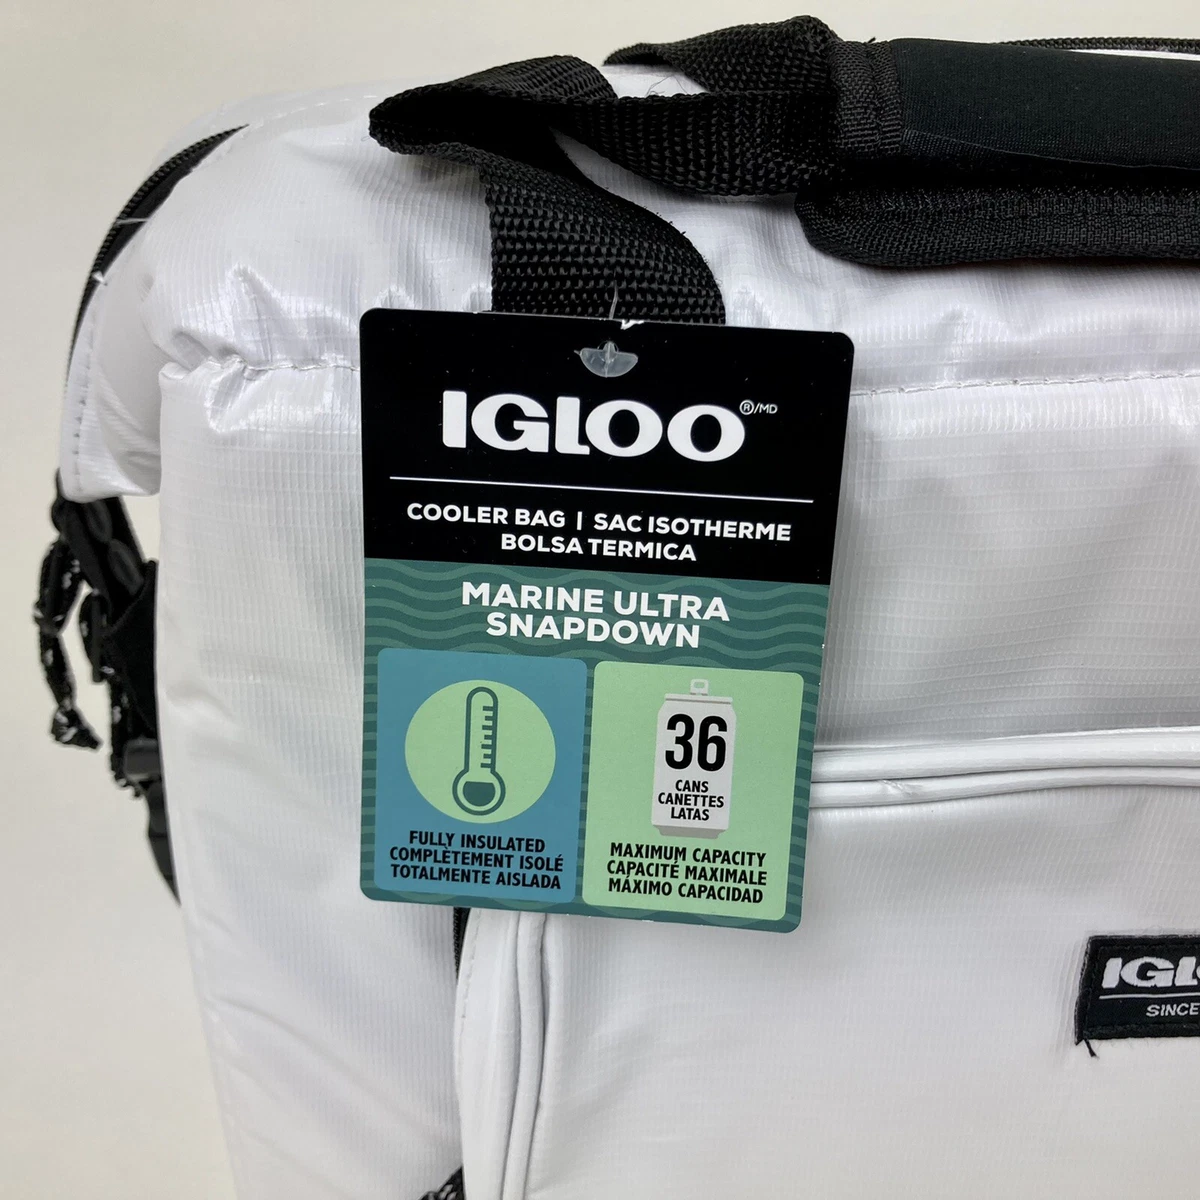 IGLOO®/MD
COOLER BAG | SAC ISOTHERME
BOLSA TERMICA
MARINE ULTRA
SNAPDOWN
FULLY INSULATED
COMPLÈTEMENT ISOLÉ
TOTALMENTE AISLADA
36
CANS
CANETTES
LATAS
MAXIMUM CAPACITY
CAPACITÉ MAXIMALE
MÁXIMO CAPACIDAD
SINCE